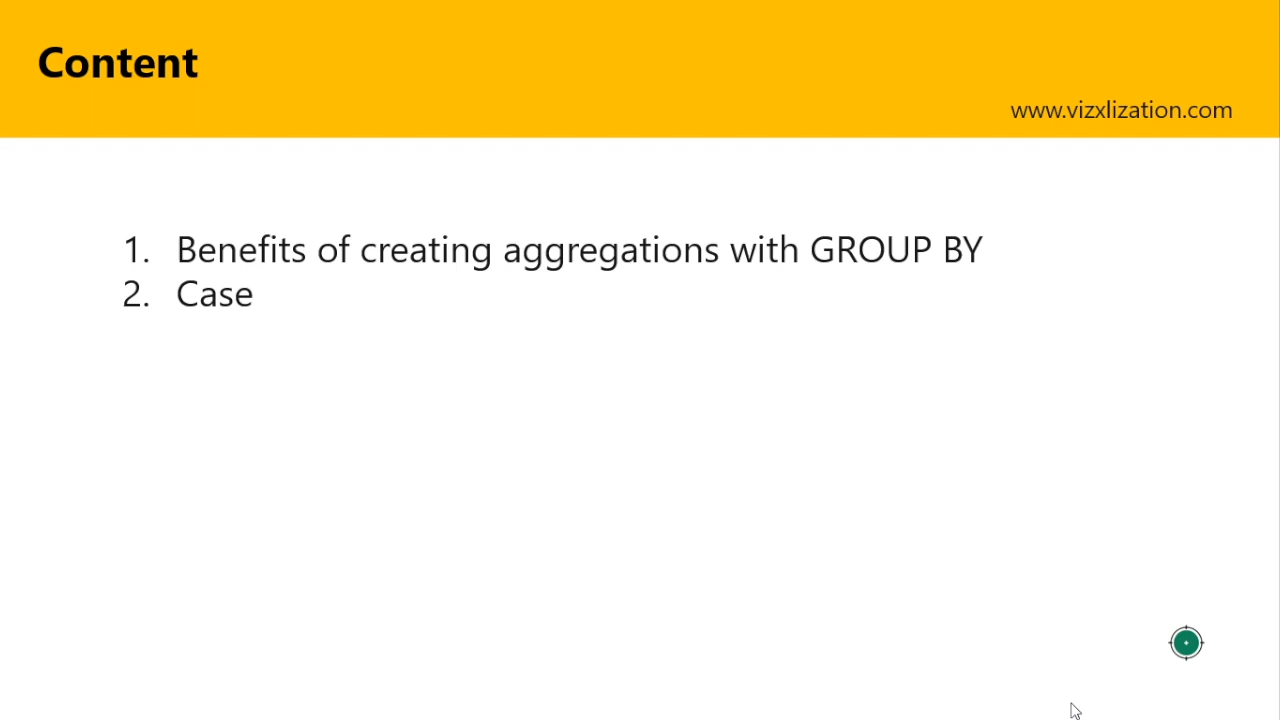 Content
www.vizxlization.com
1. Benefits of creating aggregations with GROUP BY
2. Case